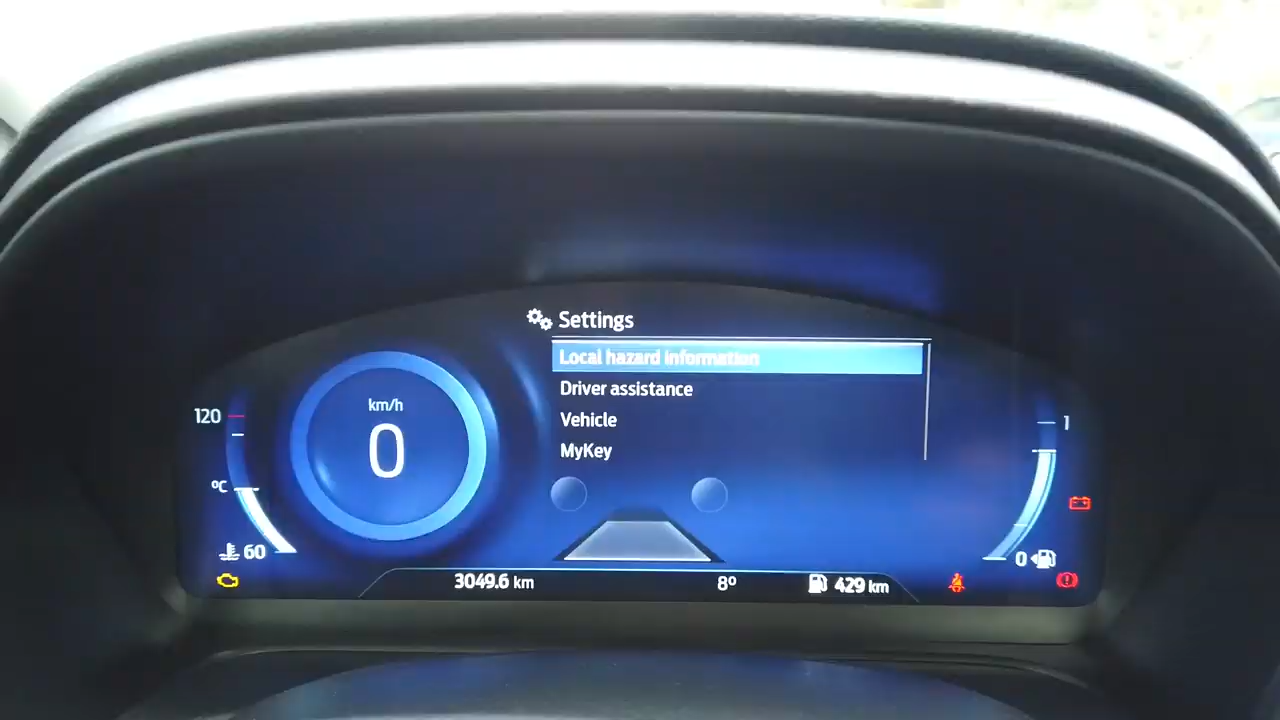 Settings
Local hazard information
Driver assistance
Vehicle
MyKey
km/h
0
120
°C
60
1
0
3049.6 km
8°
429 km